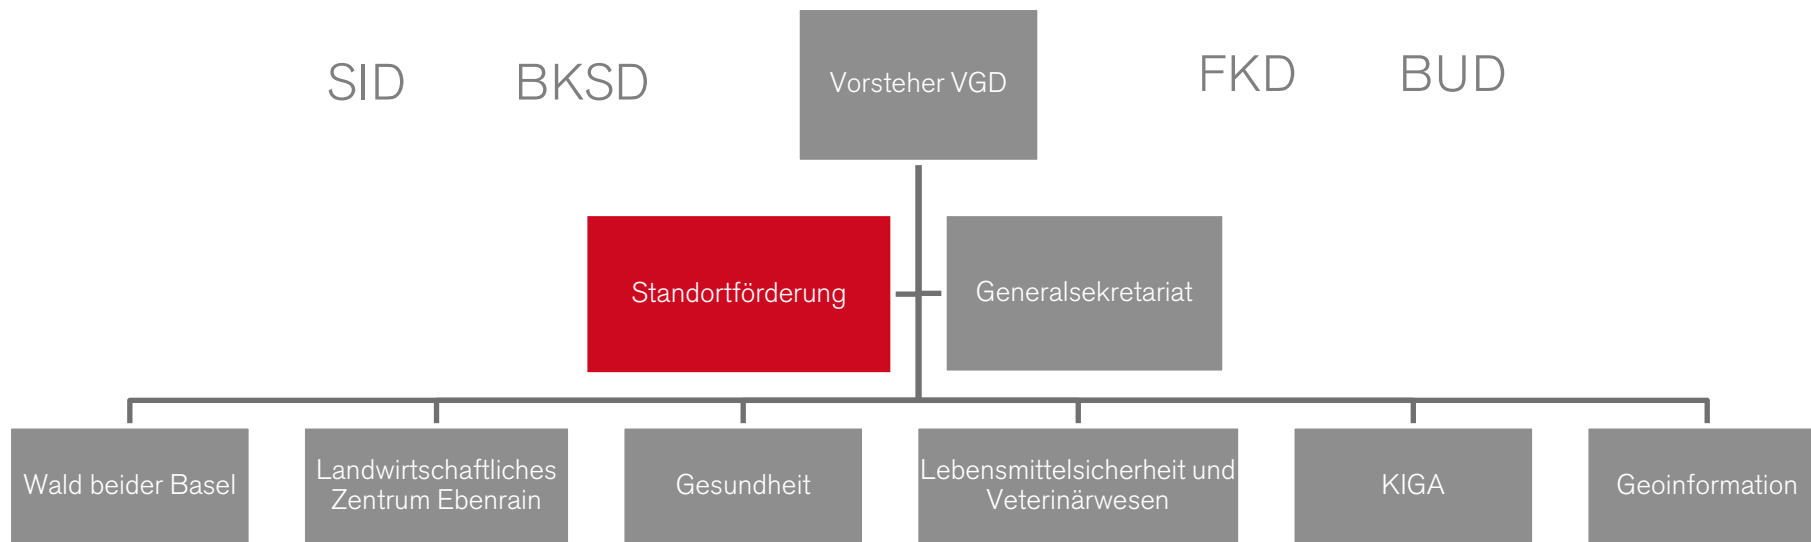 SID
BKSD
Vorsteher VGD
FKD
BUD
Standortförderung
Generalsekretariat
Wald beider Basel
Landwirtschaftliches
Zentrum Ebenrain
Gesundheit
Lebensmittelsicherheit und
Veterinärwesen
KIGA
Geoinformation